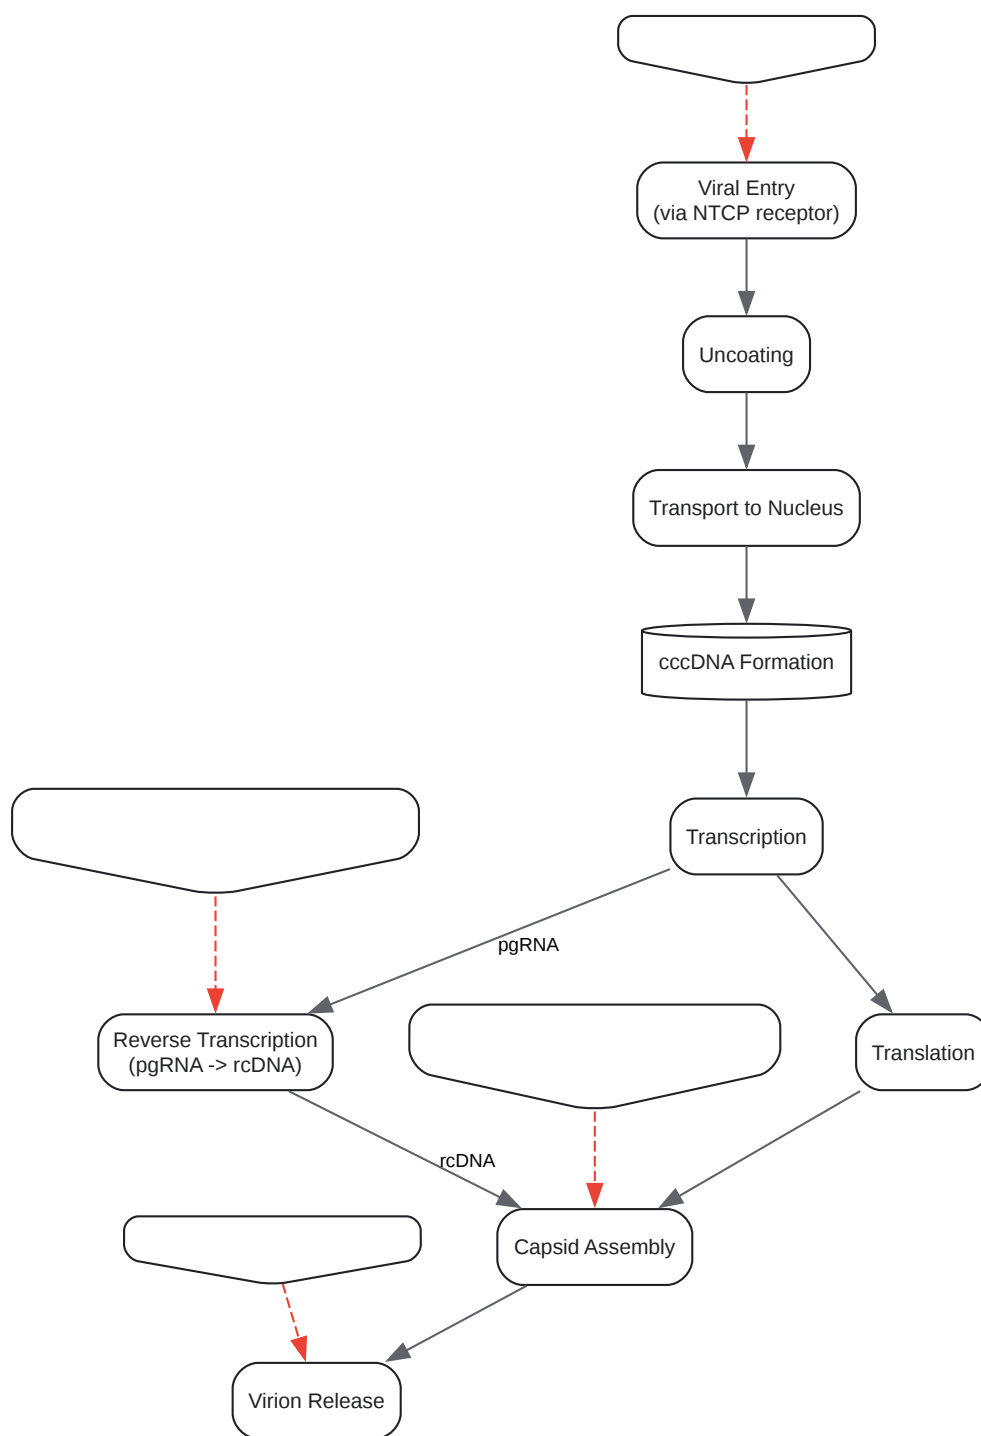 Viral Entry
(via NTCP receptor)
Uncoating
Transport to Nucleus
cccDNA Formation
Transcription
pgRNA
Reverse Transcription
(pgRNA -> rcDNA)
Translation
rcDNA
Capsid Assembly
Virion Release